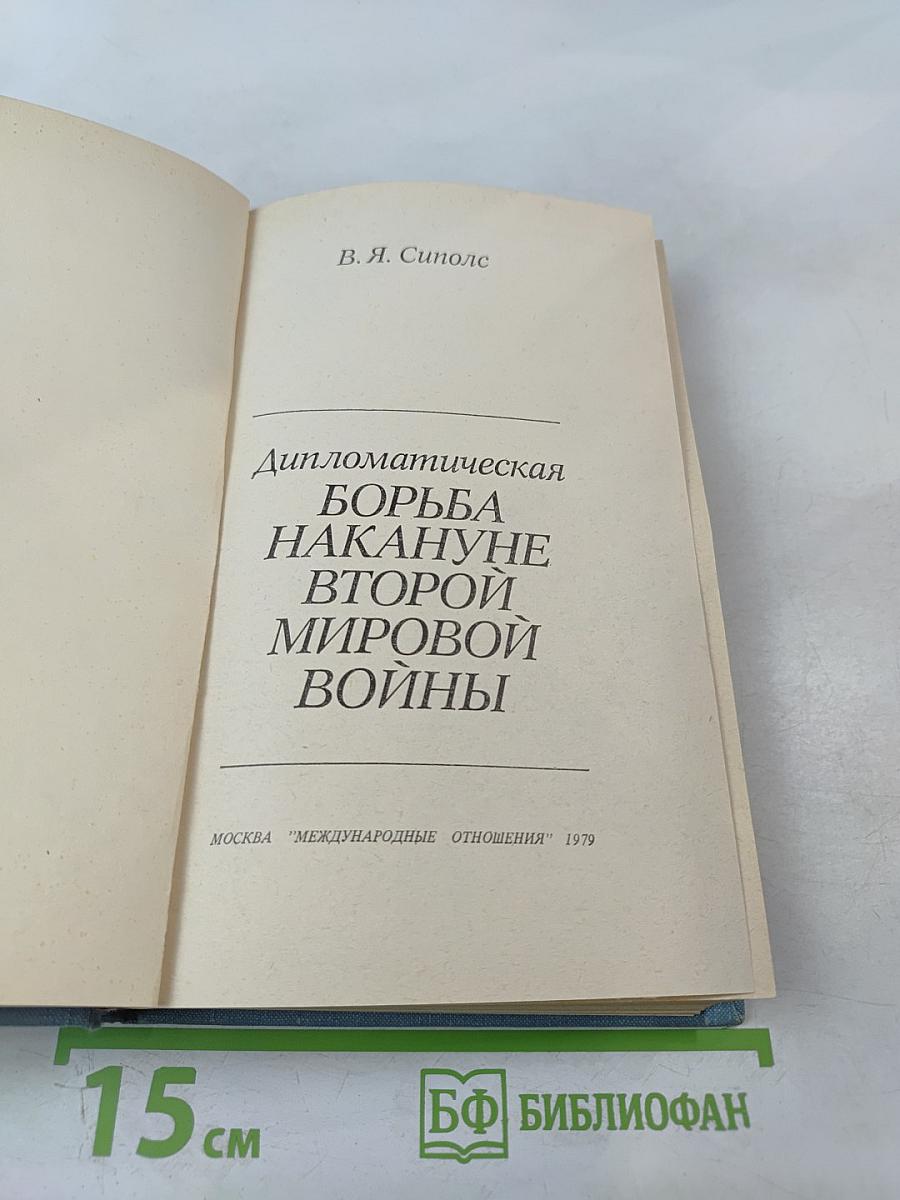 В. Я. Сиполс
Дипломатическая
БОРЬБА
НАКАНУНЕ
ВТОРОЙ
МИРОВОЙ
ВОЙНЫ
МОСКВА "МЕЖДУНАРОДНЫЕ ОТНОШЕНИЯ" 1979
15 см
БФ БИБЛИОФАН